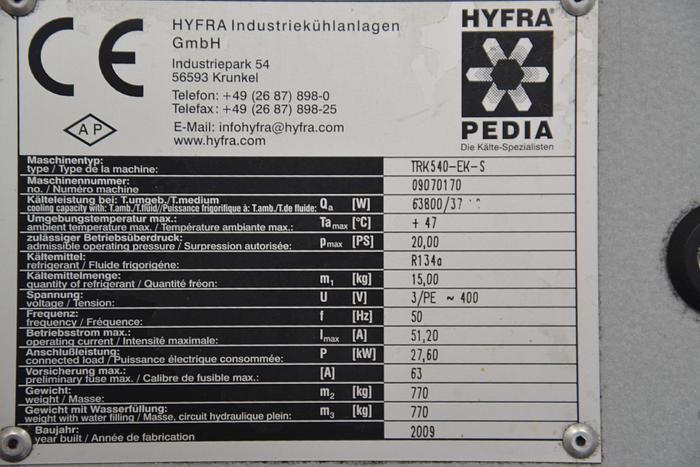 CE
HYFRA Industriekühlanlagen
GmbH
Industriepark 54
56593 Krunkel
Telefon: +49 (26 87) 898-0
Telefax: +49 (26 87) 898-25
E-Mail: infohyfra@hyfra.com
www.hyfra.com
AP
HYFRA®
PEDIA
Die Kälte-Spezialisten
Maschinentyp: TRK540-EK-S
type / Type de la machine:
Maschinennummer: 09070170
no. / Numéro machine
Kälteleistung bei: T.umgeb./T.medium Qa [W] 63800/37
cooling capacity with: T.amb./T.fluid//Puissance frigorifique à: T.amb./T.de fluide:
Umgebungstemperatur max.: Ta max [°C] + 47
ambient temperature max. / Température ambiante max.:
zulässiger Betriebsüberdruck: pmax [PS] 20,00
admissible operating pressure / Surpression autorisée:
Kältemittel: R134a
refrigerant / Fluide frigorigéne:
Kältemittelmenge: m1 [kg] 15,00
quantity of refrigerant / Quantité fréon:
Spannung: U [V] 3/PE ~ 400
voltage / Tension:
Frequenz: f [Hz] 50
frequency / Fréquence:
Betriebsstrom max.: Imax [A] 51,20
operating current / Intensité maximale:
Anschlußleistung: P [kW] 27,60
connected load / Puissance électrique consommée:
Vorsicherung max.: [A] 63
preliminary fuse max. / Calibre de fusible max.:
Gewicht: m2 [kg] 770
weight / Masse:
Gewicht mit Wasserfüllung: m3 [kg] 770
weight with water filling / Masse, circuit hydraulique plein:
Baujahr: 2009
year built / Année de fabrication